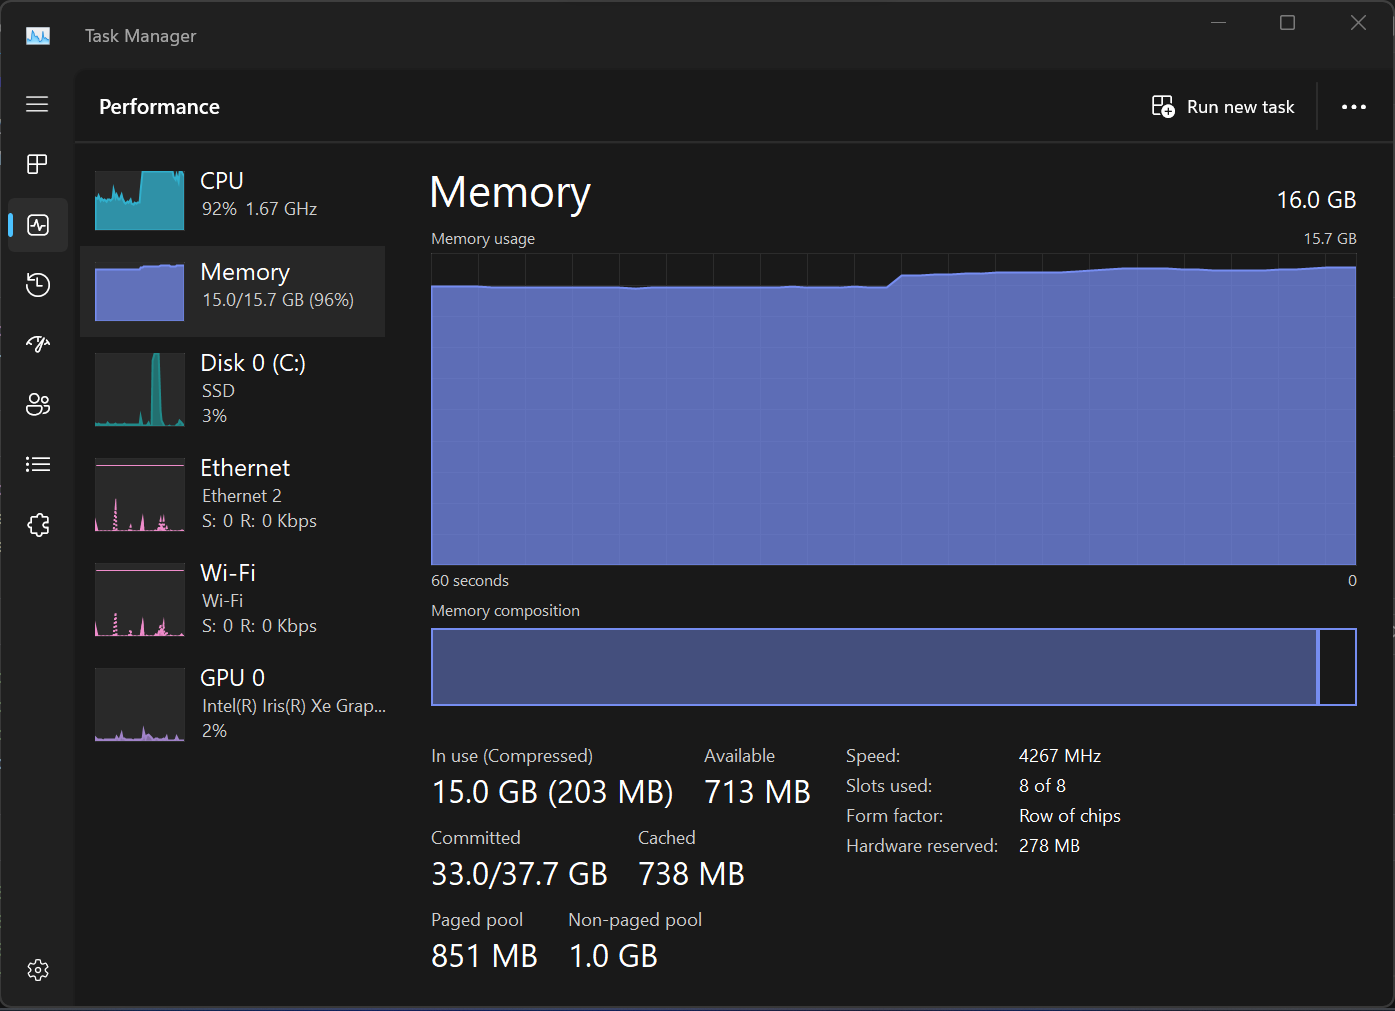 Task Manager
Performance
Run new task
CPU
92% 1.67 GHz
Memory
15.0/15.7 GB (96%)
Disk 0 (C:)
SSD
3%
Ethernet
Ethernet 2
S: 0 R: 0 Kbps
Wi-Fi
Wi-Fi
S: 0 R: 0 Kbps
GPU 0
Intel(R) Iris(R) Xe Grap...
2%
Memory
16.0 GB
Memory usage
15.7 GB
60 seconds
0
Memory composition
In use (Compressed)
15.0 GB (203 MB)
Available
713 MB
Committed
33.0/37.7 GB
Cached
738 MB
Paged pool
851 MB
Non-paged pool
1.0 GB
Speed: 4267 MHz
Slots used: 8 of 8
Form factor: Row of chips
Hardware reserved: 278 MB